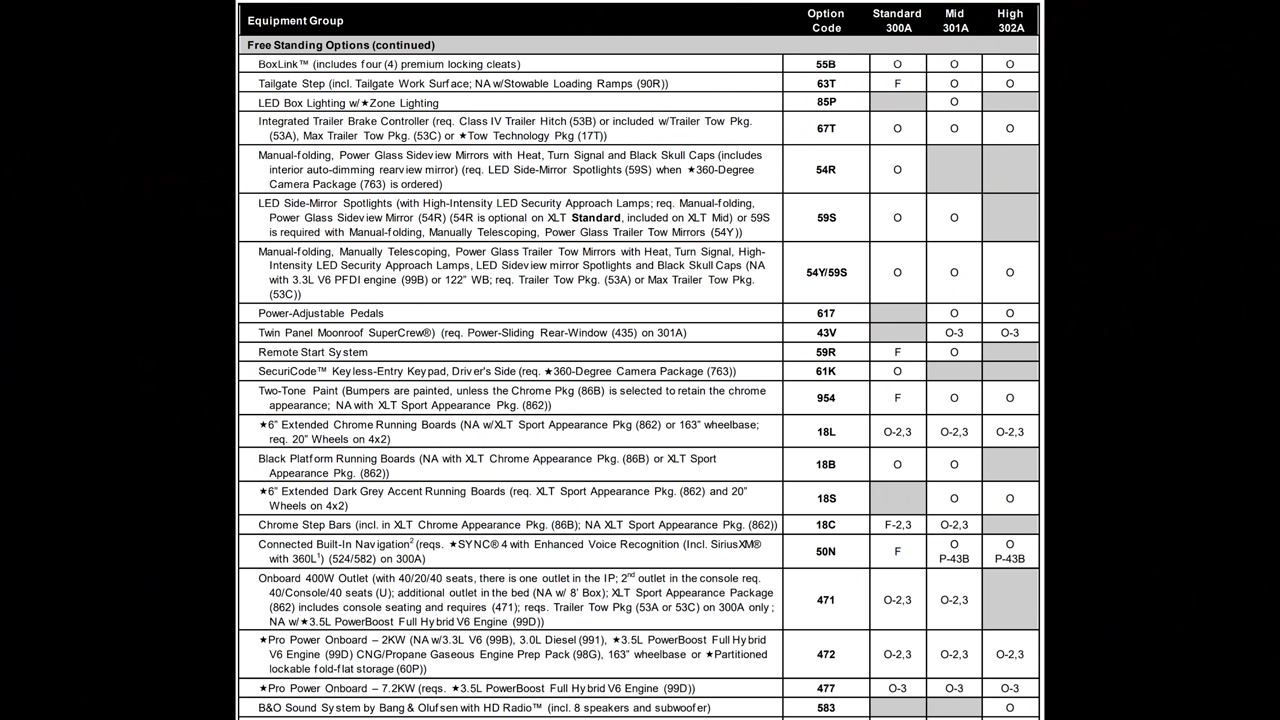 Equipment Group Option Code Standard 300A Mid 301A High 302A
Free Standing Options (continued)
BoxLink™ (includes four (4) premium locking cleats) 55B O O O
Tailgate Step (incl. Tailgate Work Surface; NA w/Stowable Loading Ramps (90R)) 63T F O O
LED Box Lighting w/★Zone Lighting 85P O
Integrated Trailer Brake Controller (req. Class IV Trailer Hitch (53B) or included w/Trailer Tow Pkg.
(53A), Max Trailer Tow Pkg. (53C) or ★Tow Technology Pkg (17T)) 67T O O O
Manual-folding, Power Glass Sideview Mirrors with Heat, Turn Signal and Black Skull Caps (includes
interior auto-dimming rearview mirror) (req. LED Side-Mirror Spotlights (59S) when ★360-Degree
Camera Package (763) is ordered) 54R O
LED Side-Mirror Spotlights (with High-Intensity LED Security Approach Lamps; req. Manual-folding,
Power Glass Sideview Mirror (54R) (54R is optional on XLT Standard, included on XLT Mid) or 59S
is required with Manual-folding, Manually Telescoping, Power Glass Trailer Tow Mirrors (54Y)) 59S O O
Manual-folding, Manually Telescoping, Power Glass Trailer Tow Mirrors with Heat, Turn Signal, High-
Intensity LED Security Approach Lamps, LED Sideview mirror Spotlights and Black Skull Caps (NA
with 3.3L V6 PFDI engine (99B) or 122" WB; req. Trailer Tow Pkg. (53A) or Max Trailer Tow Pkg.
(53C)) 54Y/59S O O O
Power-Adjustable Pedals 617 O O
Twin Panel Moonroof SuperCrew®) (req. Power-Sliding Rear-Window (435) on 301A) 43V O-3 O-3
Remote Start System 59R F O
SecuriCode™ Keyless-Entry Keypad, Driver's Side (req. ★360-Degree Camera Package (763)) 61K O
Two-Tone Paint (Bumpers are painted, unless the Chrome Pkg (86B) is selected to retain the chrome
appearance; NA with XLT Sport Appearance Pkg. (862)) 954 F O O
★6" Extended Chrome Running Boards (NA w/XLT Sport Appearance Pkg (862) or 163" wheelbase;
req. 20" Wheels on 4x2) 18L O-2,3 O-2,3 O-2,3
Black Platform Running Boards (NA with XLT Chrome Appearance Pkg. (86B) or XLT Sport
Appearance Pkg. (862)) 18B O O
★6" Extended Dark Grey Accent Running Boards (req. XLT Sport Appearance Pkg. (862) and 20"
Wheels on 4x2) 18S O O
Chrome Step Bars (incl. in XLT Chrome Appearance Pkg. (86B); NA XLT Sport Appearance Pkg. (862)) 18C F-2,3 O-2,3
Connected Built-In Navigation² (reqs. ★SYNC® 4 with Enhanced Voice Recognition (Incl. SiriusXM®
with 360L¹) (524/582) on 300A) 50N F O P-43B O P-43B
Onboard 400W Outlet (with 40/20/40 seats, there is one outlet in the IP; 2nd outlet in the console req.
40/Console/40 seats (U); additional outlet in the bed (NA w/ 8' Box); XLT Sport Appearance Package
(862) includes console seating and requires (471); reqs. Trailer Tow Pkg (53A or 53C) on 300A only;
NA w/★3.5L PowerBoost Full Hybrid V6 Engine (99D)) 471 O-2,3 O-2,3
★Pro Power Onboard – 2KW (NA w/3.3L V6 (99B), 3.0L Diesel (991), ★3.5L PowerBoost Full Hybrid
V6 Engine (99D) CNG/Propane Gaseous Engine Prep Pack (98G), 163" wheelbase or ★Partitioned
lockable fold-flat storage (60P)) 472 O-2,3 O-2,3 O-2,3
★Pro Power Onboard – 7.2KW (reqs. ★3.5L PowerBoost Full Hybrid V6 Engine (99D)) 477 O-3 O-3 O-3
B&O Sound System by Bang & Olufsen with HD Radio™ (incl. 8 speakers and subwoofer) 583 O